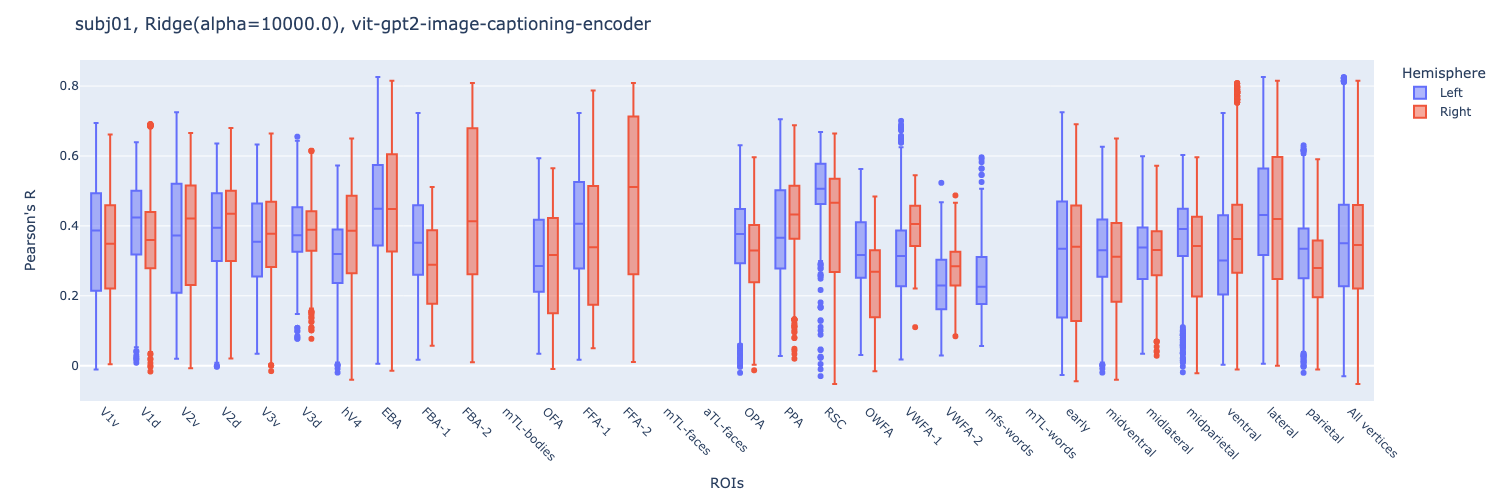 subj01, Ridge(alpha=10000.0), vit-gpt2-image-captioning-encoder
Hemisphere
Left
Right
Pearson's R
0.8
0.6
0.4
0.2
0
V1v
V1d
V2v
V2d
V3v
V3d
hV4
EBA
FBA-1
FBA-2
mTL-bodies
OFA
FFA-1
FFA-2
mTL-faces
aTL-faces
OPA
PPA
RSC
OWFA
VWFA-1
VWFA-2
mfs-words
mTL-words
early
midventral
midlateral
midparietal
ventral
lateral
parietal
All vertices
ROIs